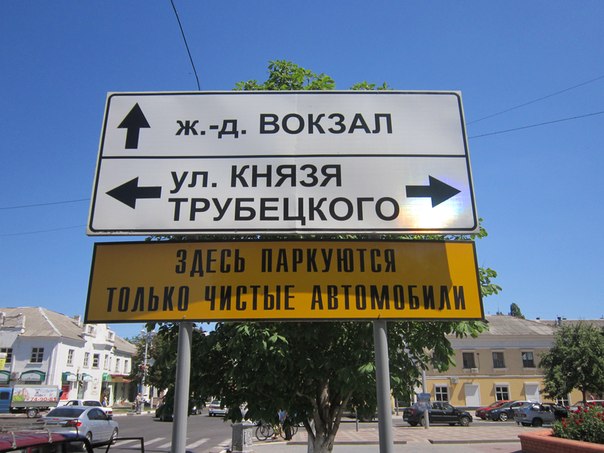 ж.-д. ВОКЗАЛ
ул. КНЯЗЯ
ТРУБЕЦКОГО
ЗДЕСЬ ПАРКУЮТСЯ
ТОЛЬКО ЧИСТЫЕ АВТОМОБИЛИ